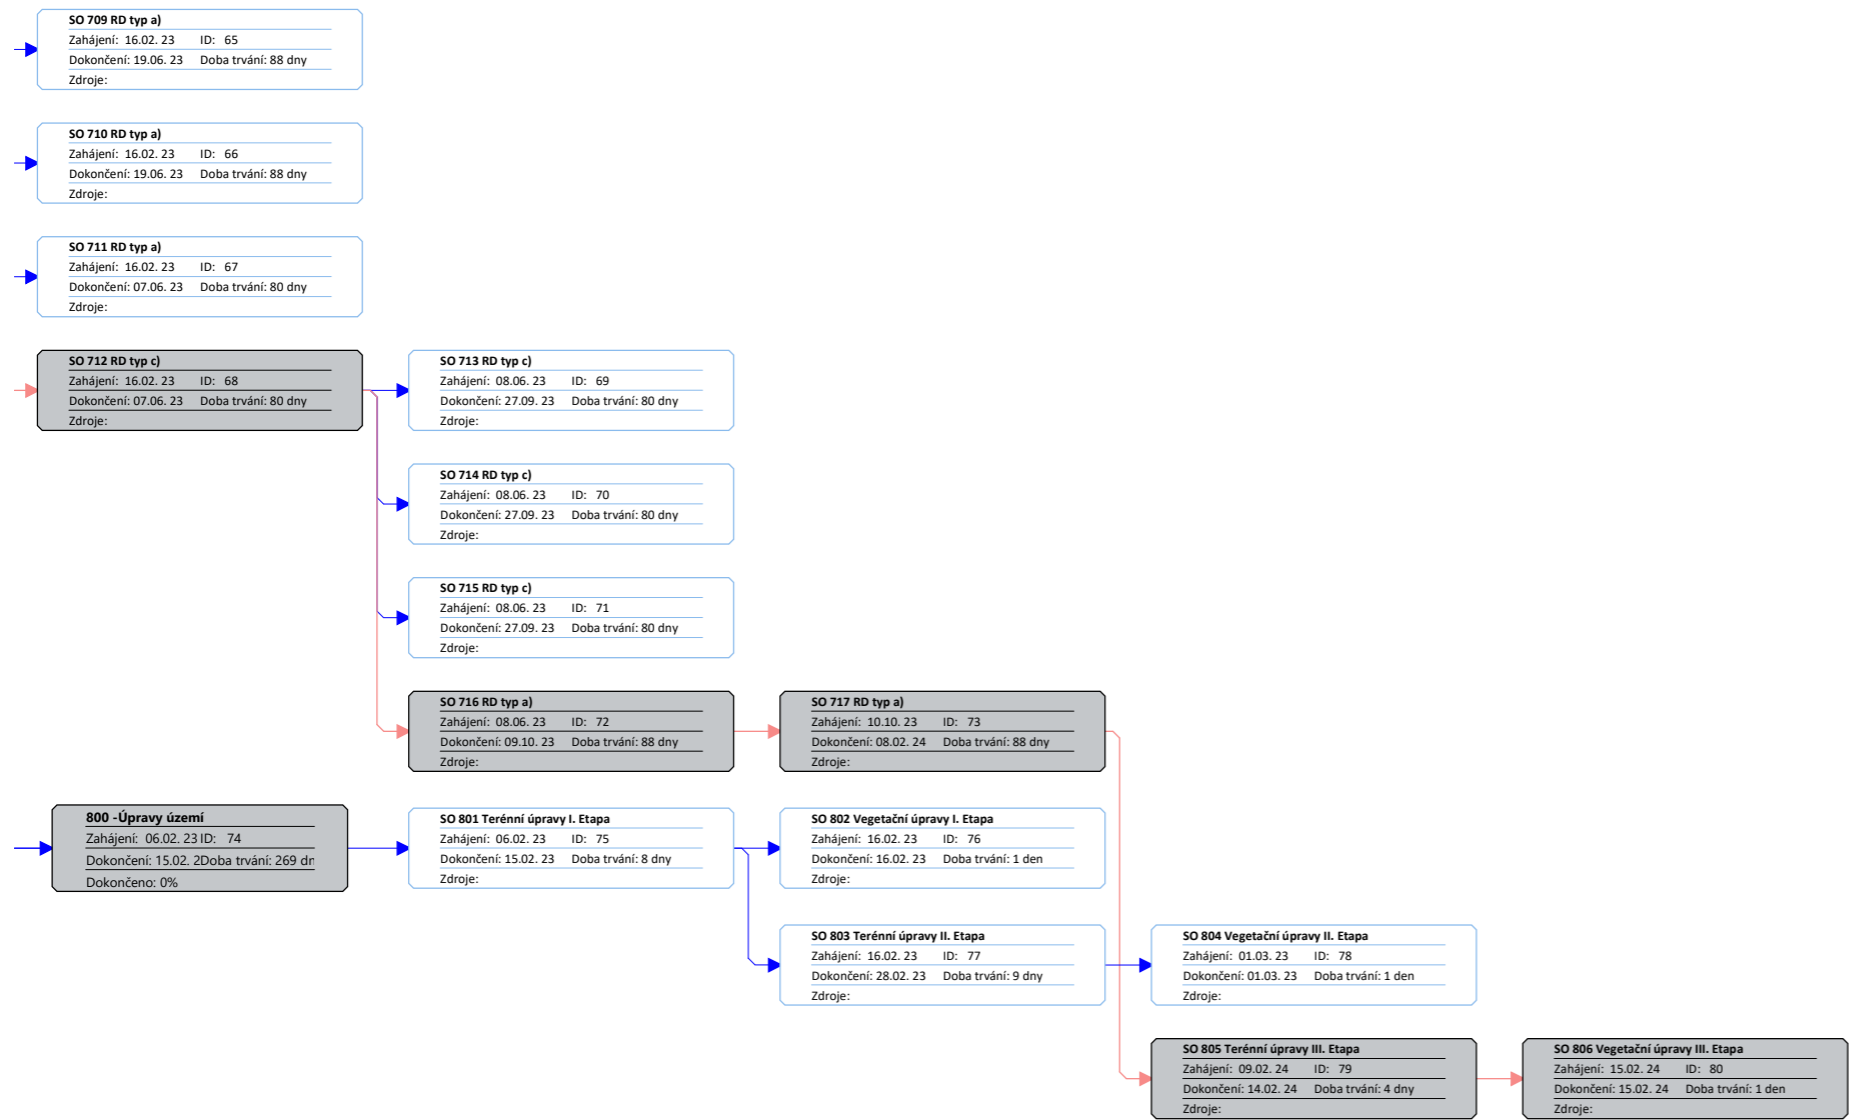 SO 709 RD typ a)
Zahájení: 16.02. 23 ID: 65
Dokončení: 19.06. 23 Doba trvání: 88 dny
Zdroje:
SO 710 RD typ a)
Zahájení: 16.02. 23 ID: 66
Dokončení: 19.06. 23 Doba trvání: 88 dny
Zdroje:
SO 711 RD typ a)
Zahájení: 16.02. 23 ID: 67
Dokončení: 07.06. 23 Doba trvání: 80 dny
Zdroje:
SO 712 RD typ c)
Zahájení: 16.02. 23 ID: 68
Dokončení: 07.06. 23 Doba trvání: 80 dny
Zdroje:
SO 713 RD typ c)
Zahájení: 08.06. 23 ID: 69
Dokončení: 27.09. 23 Doba trvání: 80 dny
Zdroje:
SO 714 RD typ c)
Zahájení: 08.06. 23 ID: 70
Dokončení: 27.09. 23 Doba trvání: 80 dny
Zdroje:
SO 715 RD typ c)
Zahájení: 08.06. 23 ID: 71
Dokončení: 27.09. 23 Doba trvání: 80 dny
Zdroje:
SO 716 RD typ a)
Zahájení: 08.06. 23 ID: 72
Dokončení: 09.10. 23 Doba trvání: 88 dny
Zdroje:
SO 717 RD typ a)
Zahájení: 10.10. 23 ID: 73
Dokončení: 08.02. 24 Doba trvání: 88 dny
Zdroje:
800 -Úpravy území
Zahájení: 06.02. 23 ID: 74
Dokončení: 15.02. 2Doba trvání: 269 dn
Dokončeno: 0%
SO 801 Terénní úpravy I. Etapa
Zahájení: 06.02. 23 ID: 75
Dokončení: 15.02. 23 Doba trvání: 8 dny
Zdroje:
SO 802 Vegetační úpravy I. Etapa
Zahájení: 16.02. 23 ID: 76
Dokončení: 16.02. 23 Doba trvání: 1 den
Zdroje:
SO 803 Terénní úpravy II. Etapa
Zahájení: 16.02. 23 ID: 77
Dokončení: 28.02. 23 Doba trvání: 9 dny
Zdroje:
SO 804 Vegetační úpravy II. Etapa
Zahájení: 01.03. 23 ID: 78
Dokončení: 01.03. 23 Doba trvání: 1 den
Zdroje:
SO 805 Terénní úpravy III. Etapa
Zahájení: 09.02. 24 ID: 79
Dokončení: 14.02. 24 Doba trvání: 4 dny
Zdroje:
SO 806 Vegetační úpravy III. Etapa
Zahájení: 15.02. 24 ID: 80
Dokončení: 15.02. 24 Doba trvání: 1 den
Zdroje: